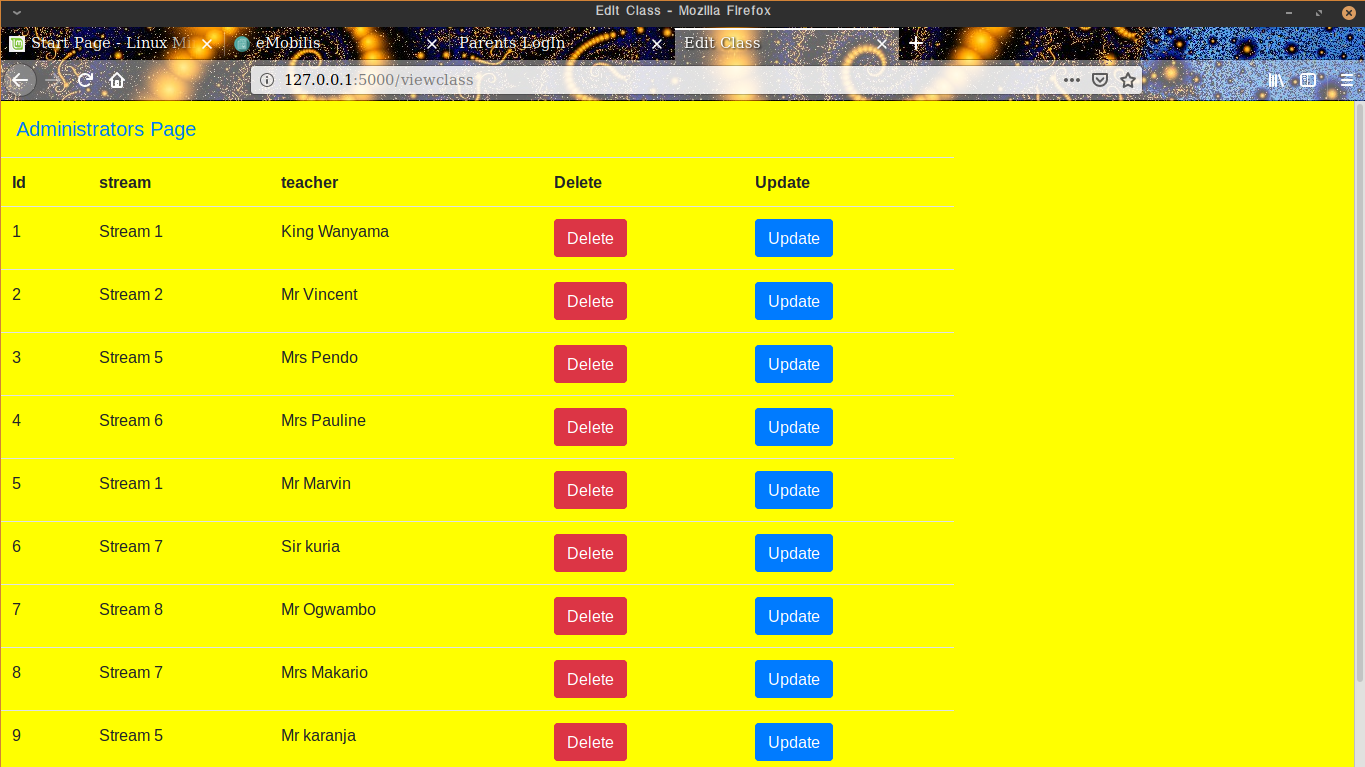 Edit Class - Mozilla Firefox
Start Page - Linux Mi eMobilis Parents LogIn Edit Class
127.0.0.1:5000/viewclass
Administrators Page
Id stream teacher Delete Update
1 Stream 1 King Wanyama Delete Update
2 Stream 2 Mr Vincent Delete Update
3 Stream 5 Mrs Pendo Delete Update
4 Stream 6 Mrs Pauline Delete Update
5 Stream 1 Mr Marvin Delete Update
6 Stream 7 Sir kuria Delete Update
7 Stream 8 Mr Ogwambo Delete Update
8 Stream 7 Mrs Makario Delete Update
9 Stream 5 Mr karanja Delete Update